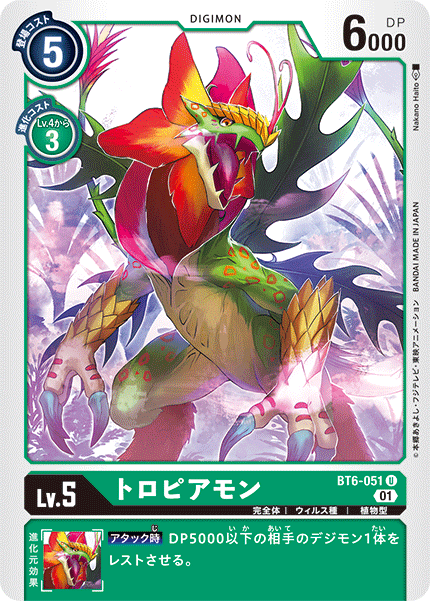 DIGIMON
登場コスト
5
DP
6000
進化コスト
Lv.4から
3
Nakano Haito
©本郷あきよし・フジテレビ・東映アニメーション BANDAI MADE IN JAPAN
Lv.5
トロピアモン
BT6-051 U
01
完全体 | ウィルス種 | 植物型
進化元効果
アタック時 DP5000以下の相手のデジモン1体を
レストさせる。